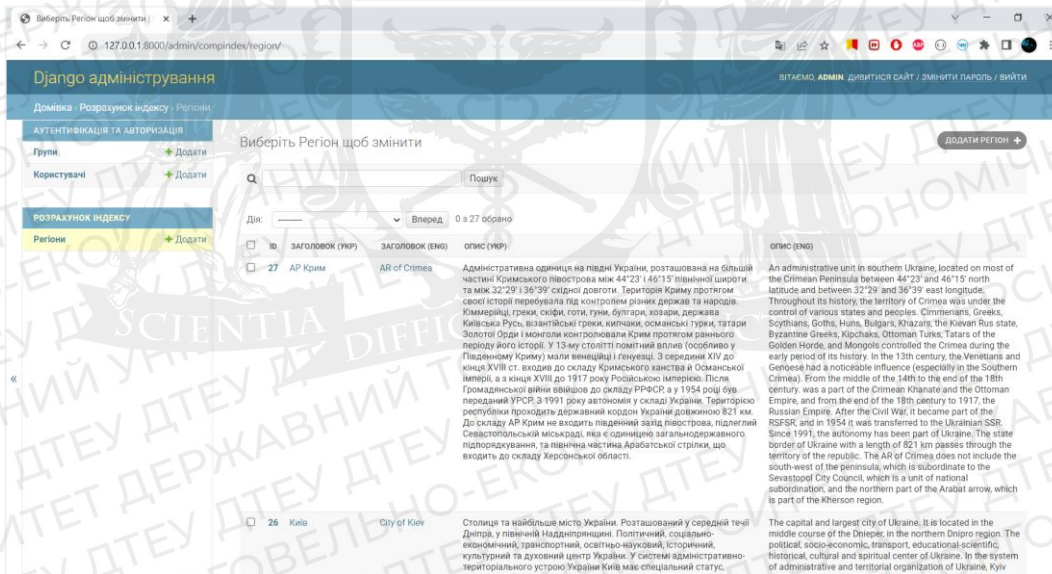 Виберіть Регіон щоб змінити |
127.0.0.1:8000/admin/compindex/region/
Django адміністрування
ВІТАЄМО, ADMIN. ДИВИТИСЯ САЙТ / ЗМІНИТИ ПАРОЛЬ / ВИЙТИ
Домівка › Розрахунок індексу › Регіони
АУТЕНТИФІКАЦІЯ ТА АВТОРИЗАЦІЯ
Групи + Додати
Користувачі + Додати
РОЗРАХУНОК ІНДЕКСУ
Регіони + Додати
«
Виберіть Регіон щоб змінити
ДОДАТИ РЕГІОН +
Пошук
Дія: --------- Вперед 0 з 27 обрано
ID ЗАГОЛОВОК (УКР) ЗАГОЛОВОК (ENG) ОПИС (УКР) ОПИС (ENG)
27 АР Крим AR of Crimea
Адміністративна одиниця на півдні України, розташована на більшій
частині Кримського півострова між 44°23' і 46°15' північної широти
та між 32°29' і 36°39' східної довготи. Територія Криму протягом
своєї історії перебувала під контролем різних держав та народів.
Кіммерійці, греки, скіфи, готи, гуни, булгари, хозари, держава
Київська Русь, візантійські греки, кипчаки, османські турки, татари
Золотої Орди і монголи контролювали Крим протягом раннього
періоду його історії. У 13-му столітті помітний вплив (особливо у
Південному Криму) мали венеційці і ґенуезці. З середини XIV до
кінця XVIII ст. входив до складу Кримського ханства й Османської
імперії, а з кінця XVIII до 1917 року Російською імперією. Після
Громадянської війни ввійшов до складу РРФСР, а у 1954 році був
переданий УРСР. З 1991 року автономія у складі України. Територією
республіки проходить державний кордон України довжиною 821 км.
До складу АР Крим не входить південний захід півострова, підлеглий
Севастопольській міськраді, яка є одиницею загальнодержавного
підпорядкування, та північна частина Арабатської стрілки, що
входить до складу Херсонської області.
An administrative unit in southern Ukraine, located on most of
the Crimean Peninsula between 44°23' and 46°15' north
latitude and between 32°29' and 36°39' east longitude.
Throughout its history, the territory of Crimea was under the
control of various states and peoples. Cimmerians, Greeks,
Scythians, Goths, Huns, Bulgars, Khazars, the Kievan Rus state,
Byzantine Greeks, Kipchaks, Ottoman Turks, Tatars of the
Golden Horde, and Mongols controlled the Crimea during the
early period of its history. In the 13th century, the Venetians and
Genoese had a noticeable influence (especially in the Southern
Crimea). From the middle of the 14th to the end of the 18th
century. was a part of the Crimean Khanate and the Ottoman
Empire, and from the end of the 18th century to 1917, the
Russian Empire. After the Civil War, it became part of the
RSFSR, and in 1954 it was transferred to the Ukrainian SSR.
Since 1991, the autonomy has been part of Ukraine. The state
border of Ukraine with a length of 821 km passes through the
territory of the republic. The AR of Crimea does not include the
south-west of the peninsula, which is subordinate to the
Sevastopol City Council, which is a unit of national
subordination, and the northern part of the Arabat arrow, which
is part of the Kherson region.
26 Київ City of Kiev
Столиця та найбільше місто України. Розташований у середній течії
Дніпра, у північній Наддніпрянщині. Політичний, соціально-
економічний, транспортний, освітньо-науковий, історичний,
культурний та духовний центр України. У системі адміністративно-
територіального устрою України Київ має спеціальний статус,
The capital and largest city of Ukraine. It is located in the
middle course of the Dnieper, in the northern Dnipro region. The
political, socio-economic, transport, educational-scientific,
historical, cultural and spiritual center of Ukraine. In the system
of administrative and territorial organization of Ukraine, Kyiv
SCIENTIA